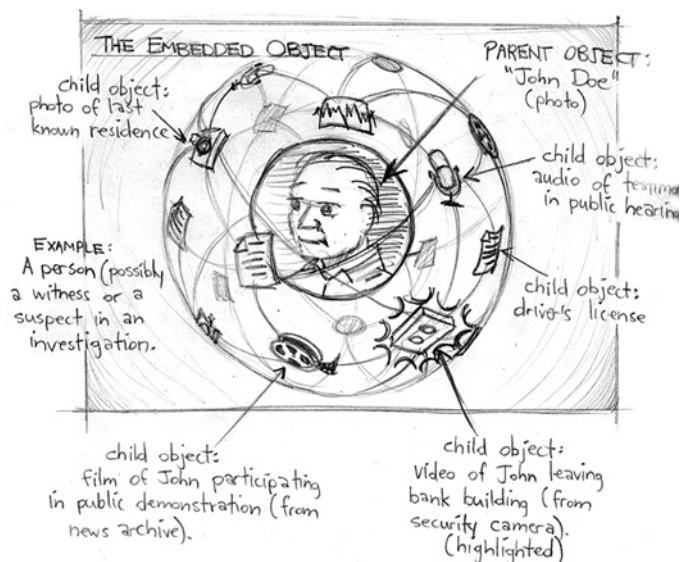 THE EMBEDDED OBJECT
PARENT OBJECT:
"John Doe"
(photo)
child object:
photo of last
known residence
child object:
audio of testimo
in public hearing
EXAMPLE:
A person (possibly
a witness or a
suspect in an
investigation.
child object:
driver's license
child object:
film of John participating
in public demonstration (from
news archive).
child object:
video of John leaving
bank building (from
security camera).
(highlighted)